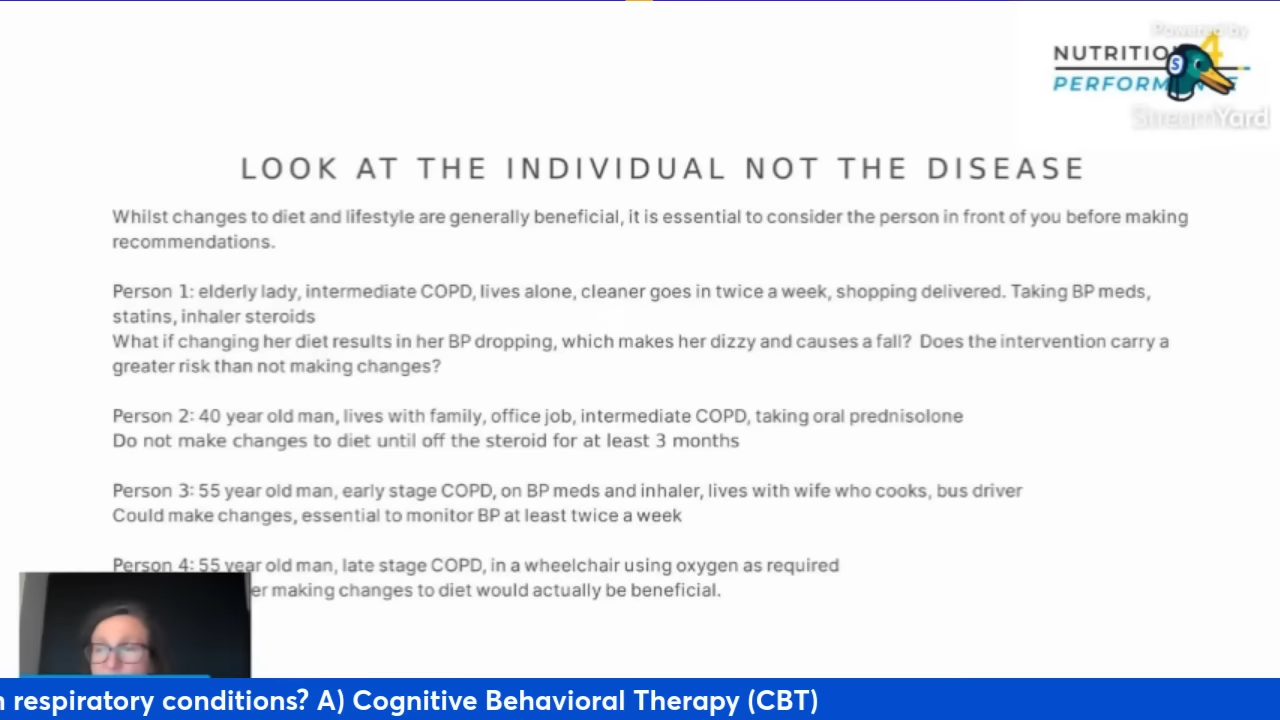 Powered by
NUTRITIO 4
PERFORM
StreamYard
LOOK AT THE INDIVIDUAL NOT THE DISEASE
Whilst changes to diet and lifestyle are generally beneficial, it is essential to consider the person in front of you before making
recommendations.
Person 1: elderly lady, intermediate COPD, lives alone, cleaner goes in twice a week, shopping delivered. Taking BP meds,
statins, inhaler steroids
What if changing her diet results in her BP dropping, which makes her dizzy and causes a fall? Does the intervention carry a
greater risk than not making changes?
Person 2: 40 year old man, lives with family, office job, intermediate COPD, taking oral prednisolone
Do not make changes to diet until off the steroid for at least 3 months
Person 3: 55 year old man, early stage COPD, on BP meds and inhaler, lives with wife who cooks, bus driver
Could make changes, essential to monitor BP at least twice a week
Person 4: 55 year old man, late stage COPD, in a wheelchair using oxygen as required
er making changes to diet would actually be beneficial.
respiratory conditions? A) Cognitive Behavioral Therapy (CBT)